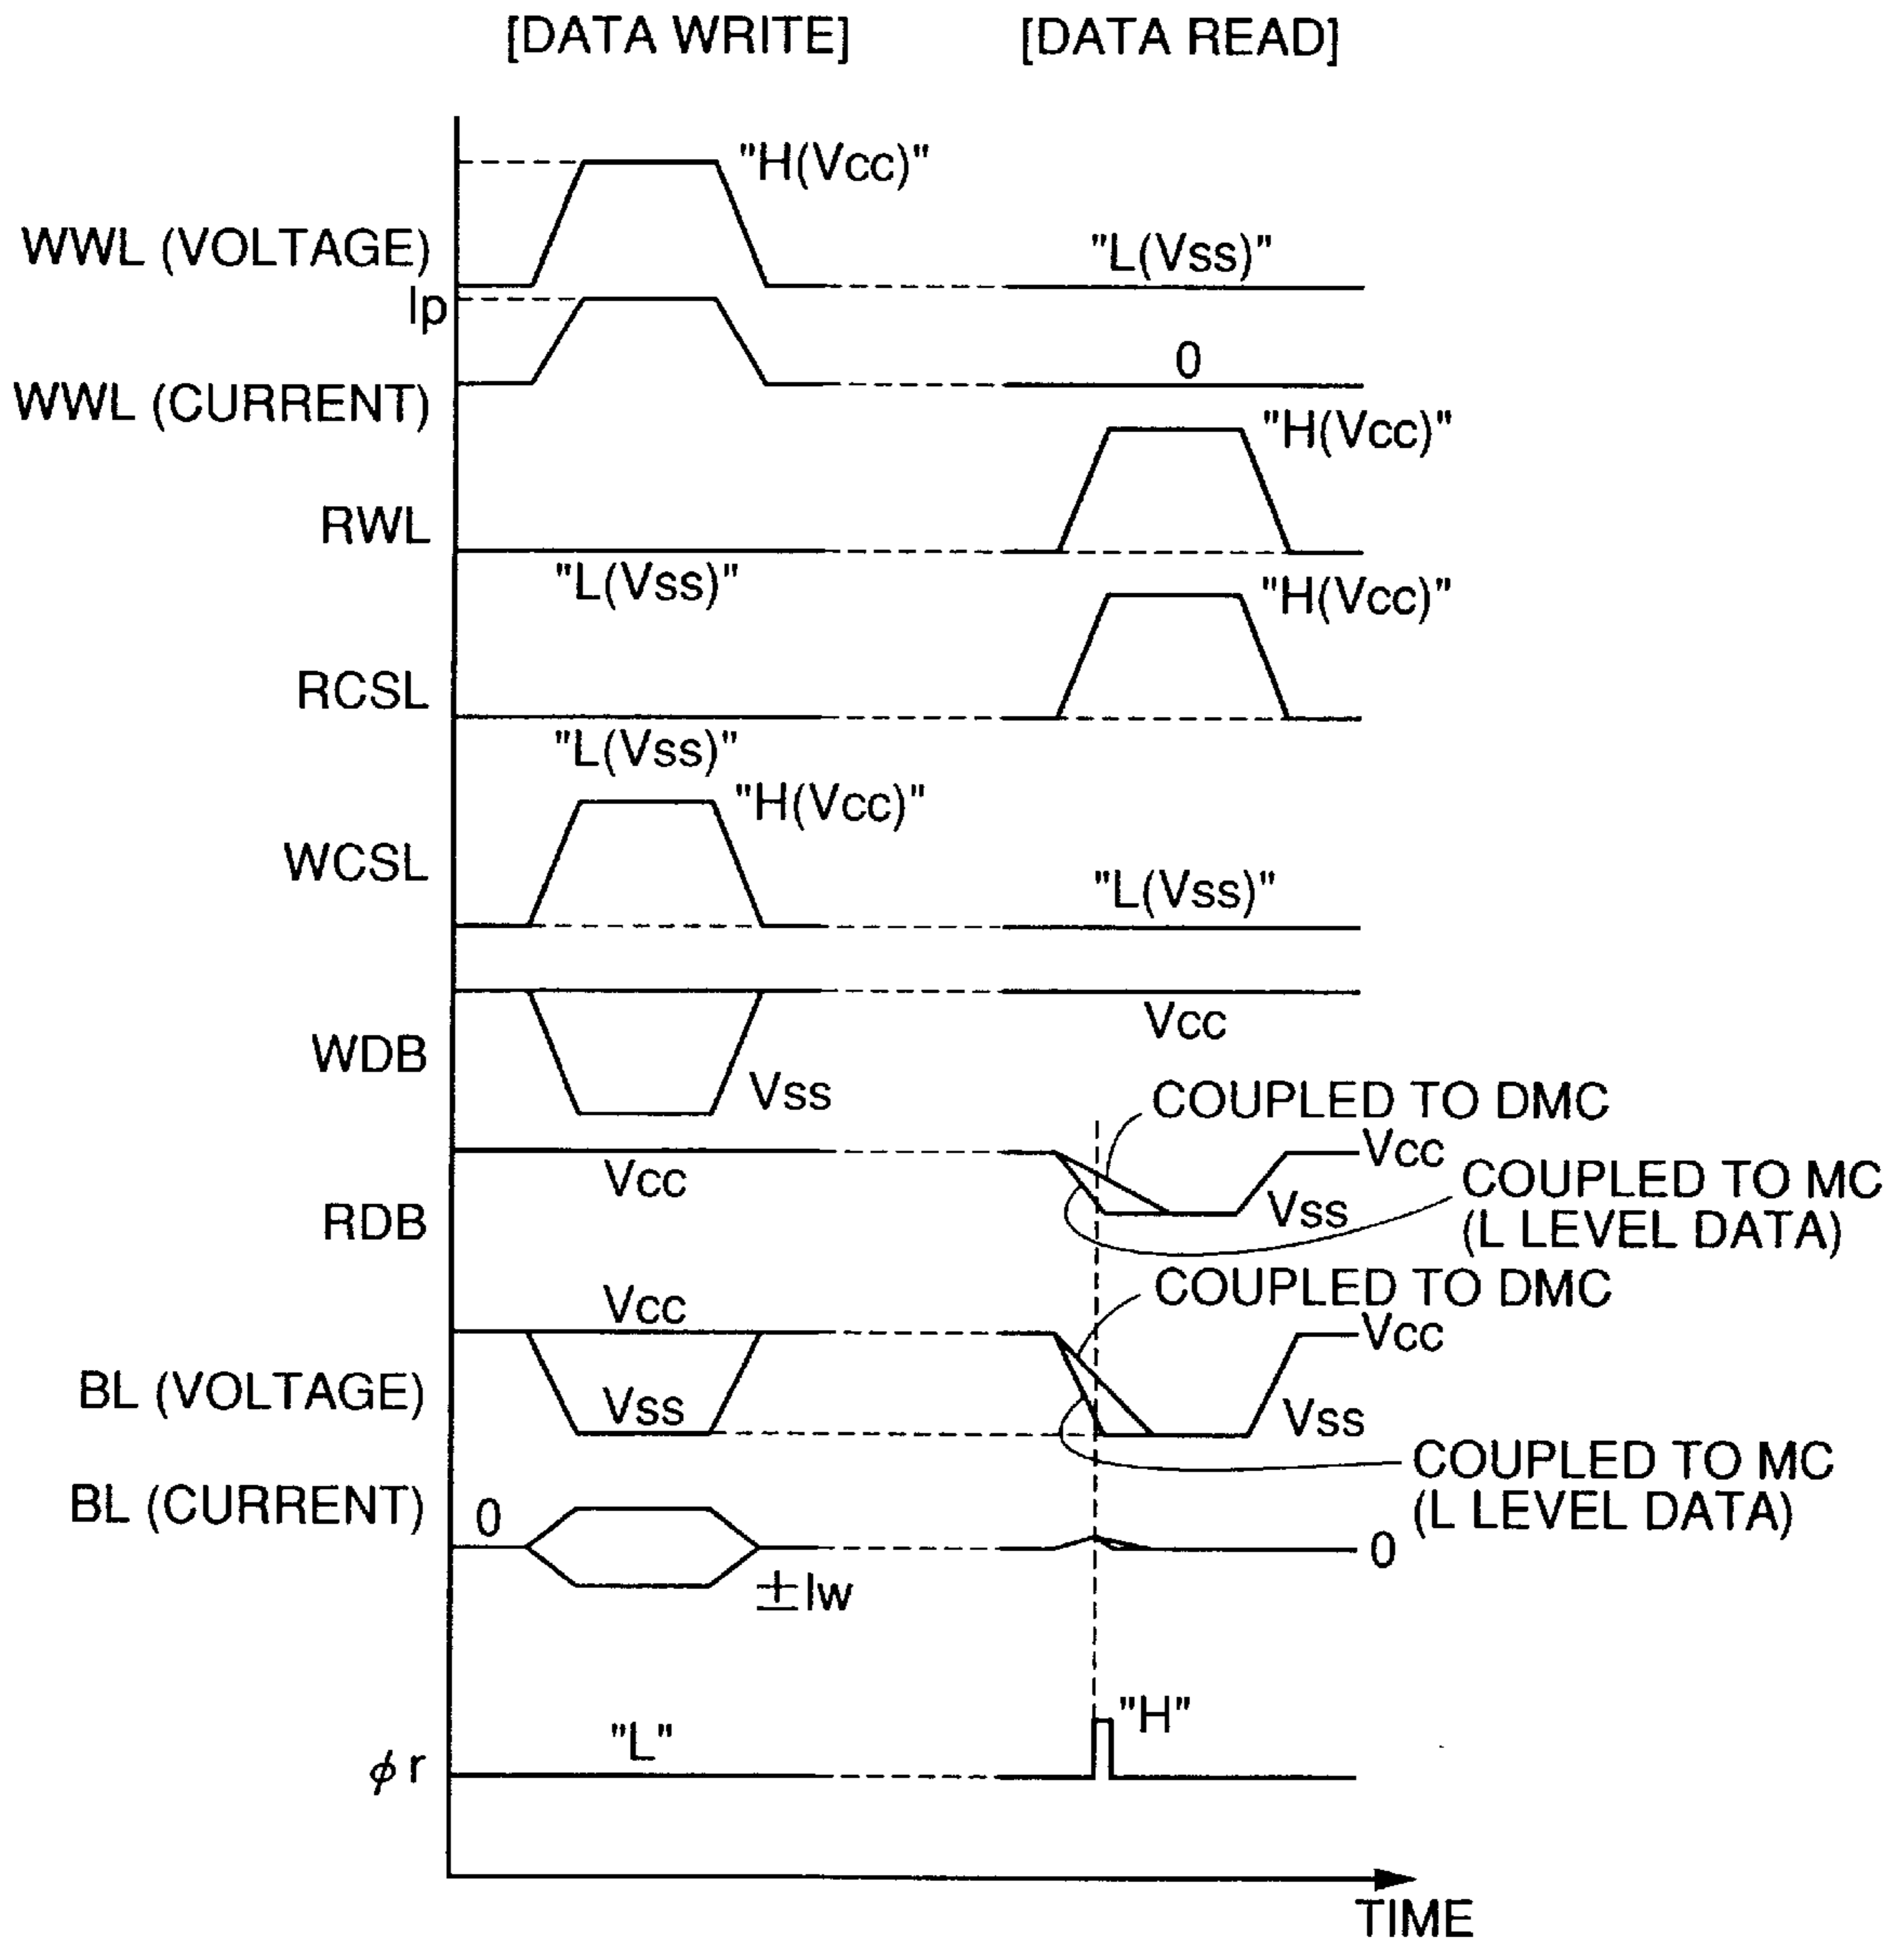 [DATA WRITE]
[DATA READ]
"H(Vcc)"
WWL (VOLTAGE)
"L(Vss)"
Ip
0
WWL (CURRENT)
"H(Vcc)"
RWL
"L(Vss)"
"H(Vcc)"
RCSL
"L(Vss)"
"H(Vcc)"
WCSL
"L(Vss)"
Vcc
WDB
Vss
COUPLED TO DMC
Vcc
Vcc
COUPLED TO MC
(L LEVEL DATA)
RDB
Vss
COUPLED TO DMC
Vcc
Vcc
BL (VOLTAGE)
Vss
Vss
COUPLED TO MC
(L LEVEL DATA)
BL (CURRENT)
0
0
±Iw
"H"
"L"
ϕr
TIME